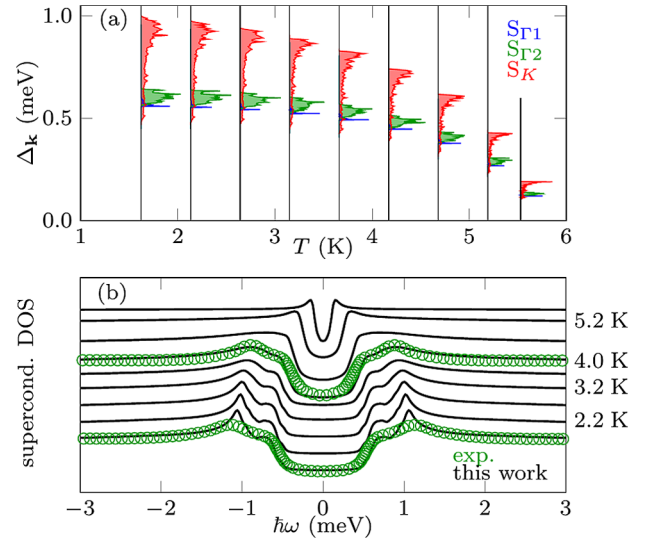 (a)
1.0
0.5
0.0
Δk (meV)
SΓ1
SΓ2
SK
1 2 3 4 5 6
T (K)
(b)
supercond. DOS
5.2 K
4.0 K
3.2 K
2.2 K
exp.
this work
−3 −2 −1 0 1 2 3
ħω (meV)